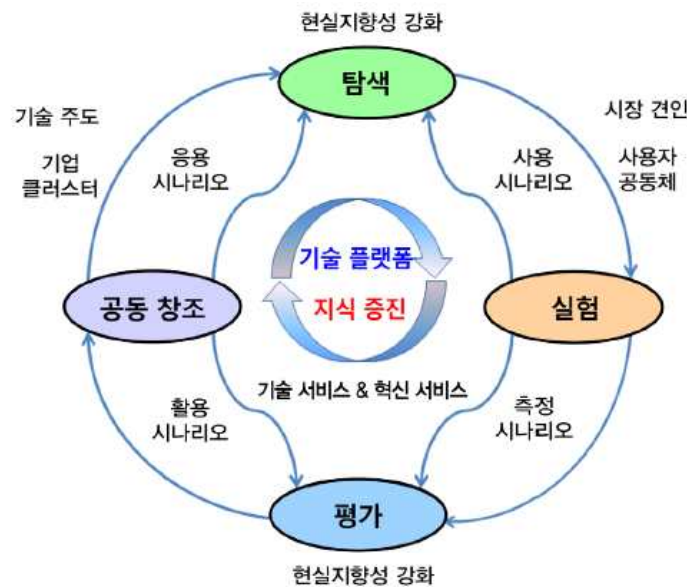 현실지향성 강화
탐색
기술 주도
시장 견인
기업
클러스터
응용
시나리오
사용
시나리오
사용자
공동체
기술 플랫폼
지식 증진
공동 창조
실험
기술 서비스 & 혁신 서비스
활용
시나리오
측정
시나리오
평가
현실지향성 강화